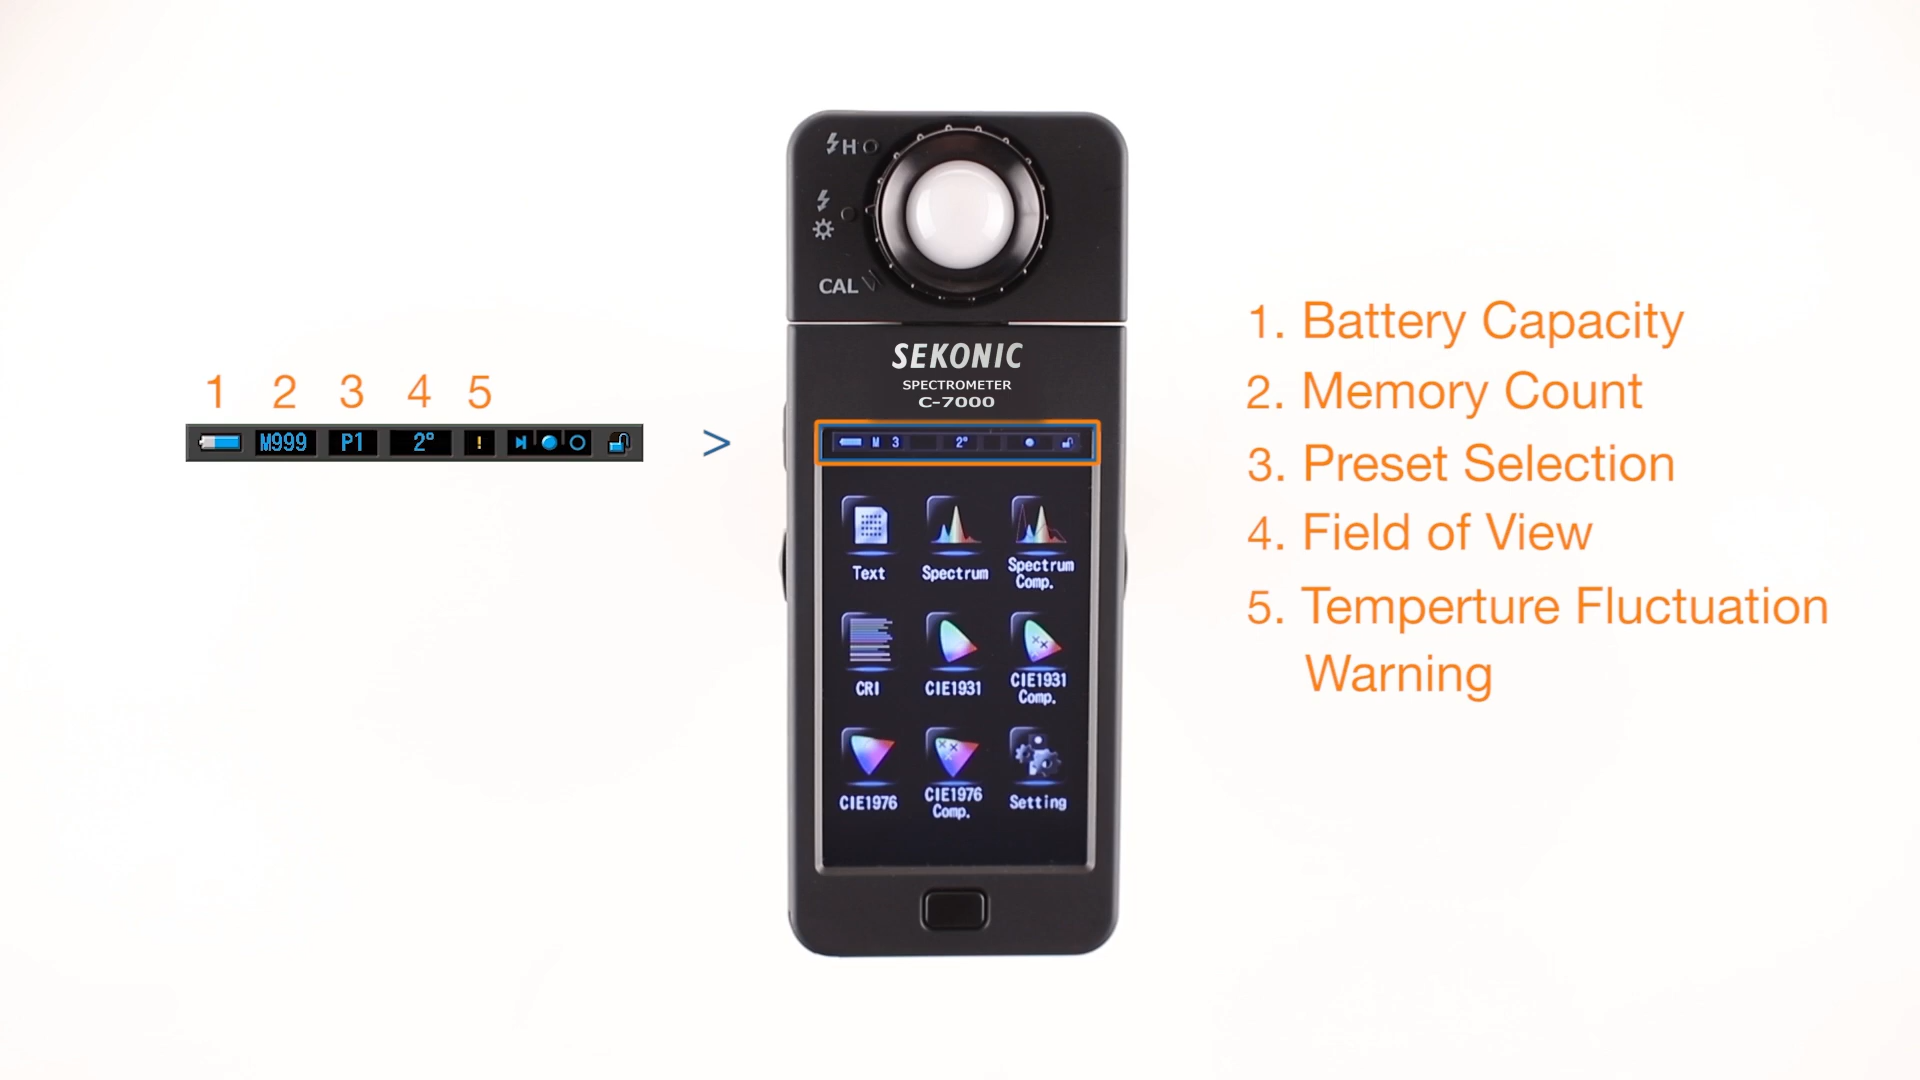 1 2 3 4 5
M999 P1 2° !
>
H
CAL
SEKONIC
SPECTROMETER
C-7000
M 3 2°
Text
Spectrum
Spectrum
Comp.
CRI
CIE1931
CIE1931
Comp.
CIE1976
CIE1976
Comp.
Setting
1. Battery Capacity
2. Memory Count
3. Preset Selection
4. Field of View
5. Temperture Fluctuation
Warning